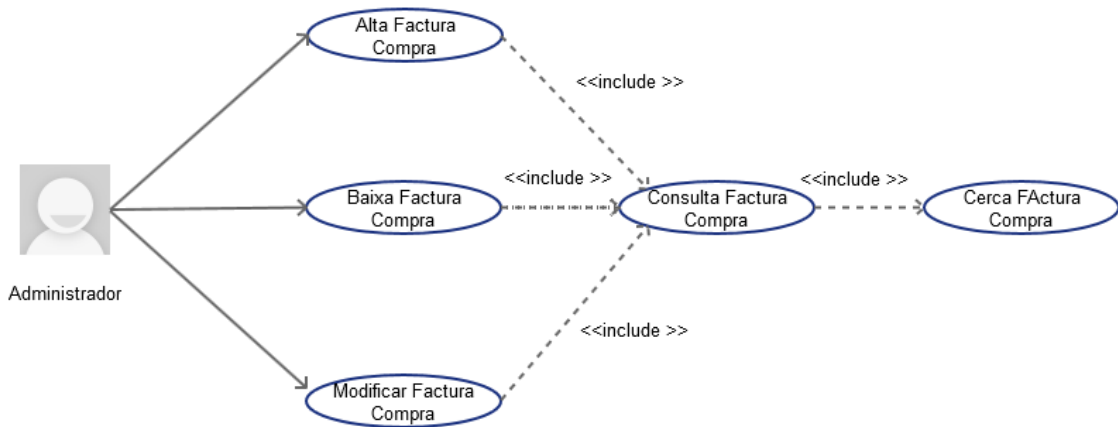 Alta Factura
Compra
<<include >>
Baixa Factura
Compra
<<include >>
Consulta Factura
Compra
<<include >>
Cerca FActura
Compra
Administrador
<<include >>
Modificar Factura
Compra